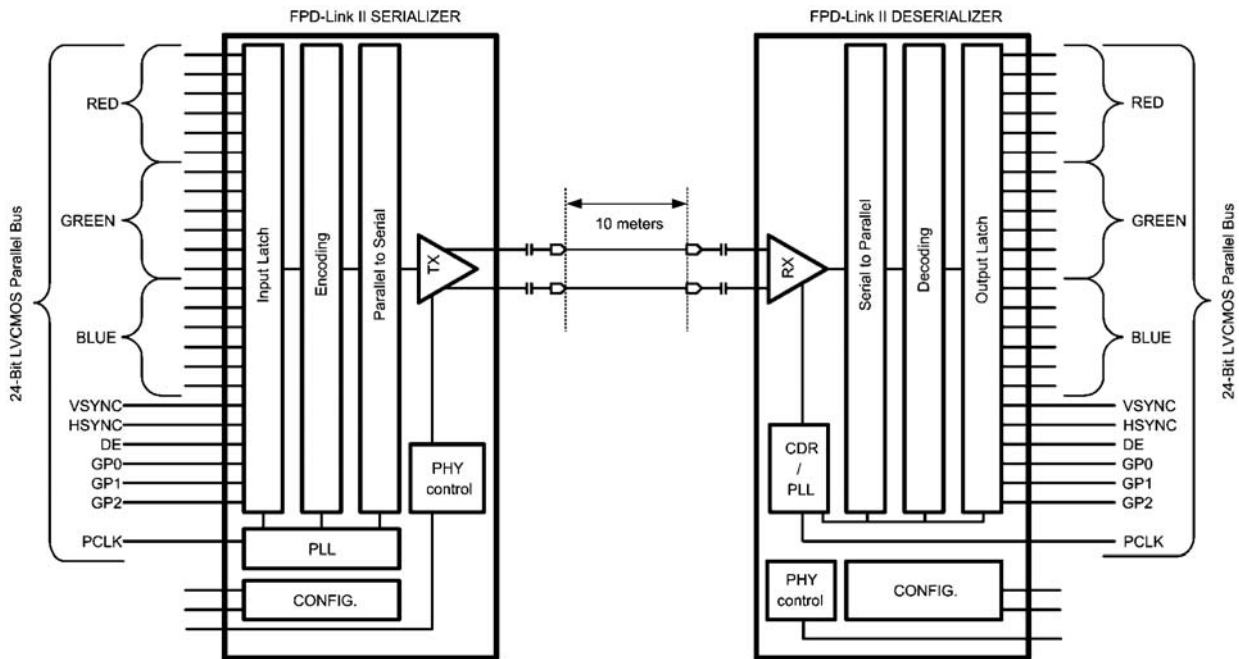 FPD-Link II SERIALIZER
24-Bit LVCMOS Parallel Bus
RED
GREEN
BLUE
VSYNC
HSYNC
DE
GP0
GP1
GP2
PCLK
Input Latch
Encoding
Parallel to Serial
TX
PHY
control
PLL
CONFIG.
10 meters
FPD-Link II DESERIALIZER
RX
CDR
/
PLL
Serial to Parallel
Decoding
Output Latch
PHY
control
CONFIG.
RED
GREEN
BLUE
VSYNC
HSYNC
DE
GP0
GP1
GP2
PCLK
24-Bit LVCMOS Parallel Bus